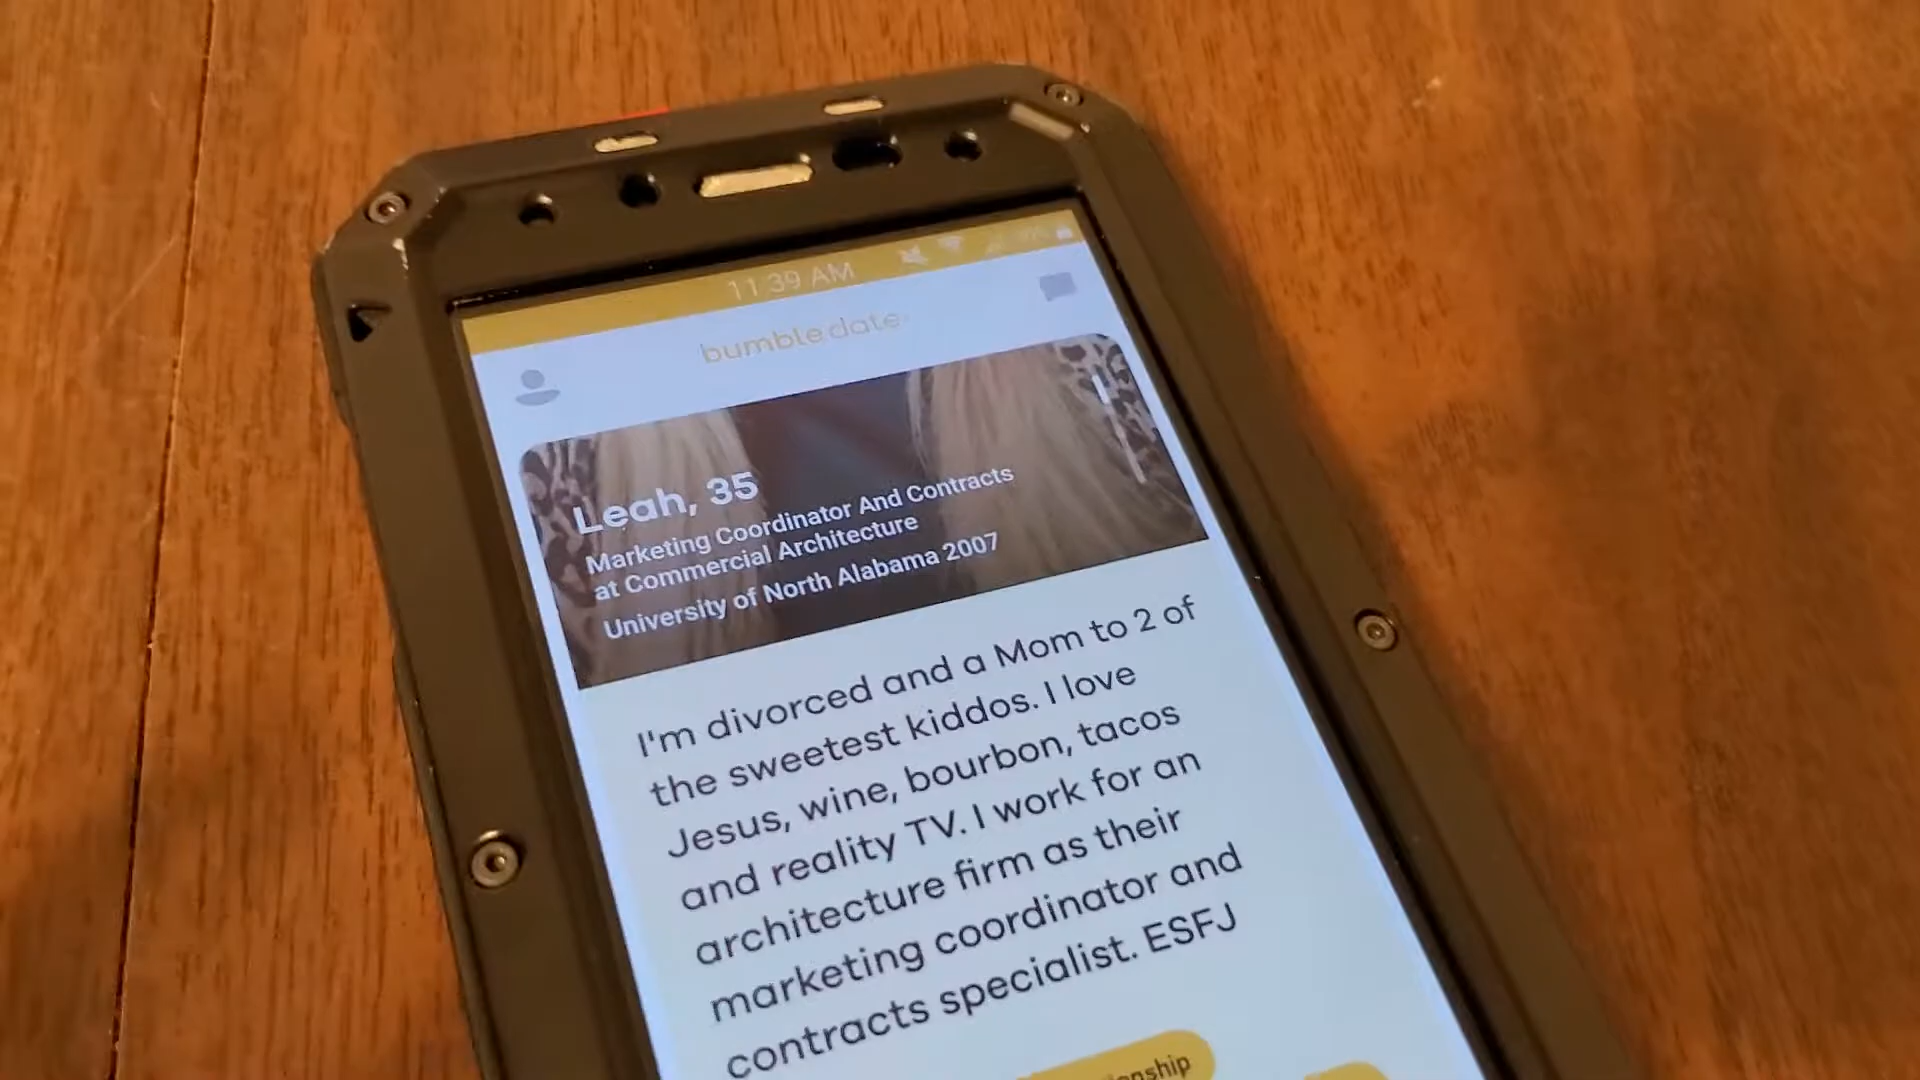 11:39 AM
bumble date
Leah, 35
Marketing Coordinator And Contracts
at Commercial Architecture
University of North Alabama 2007
I'm divorced and a Mom to 2 of
the sweetest kiddos. I love
Jesus, wine, bourbon, tacos
and reality TV. I work for an
architecture firm as their
marketing coordinator and
contracts specialist. ESFJ